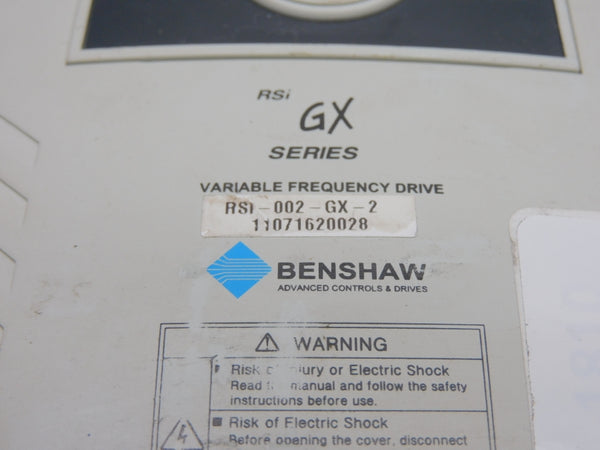 RSi
GX
SERIES
VARIABLE FREQUENCY DRIVE
RSi-002-GX-2
11071620028
BENSHAW
ADVANCED CONTROLS & DRIVES
WARNING
Risk of Injury or Electric Shock
Read manual and follow the safety
instructions before use.
Risk of Electric Shock
Before opening the cover, disconnect